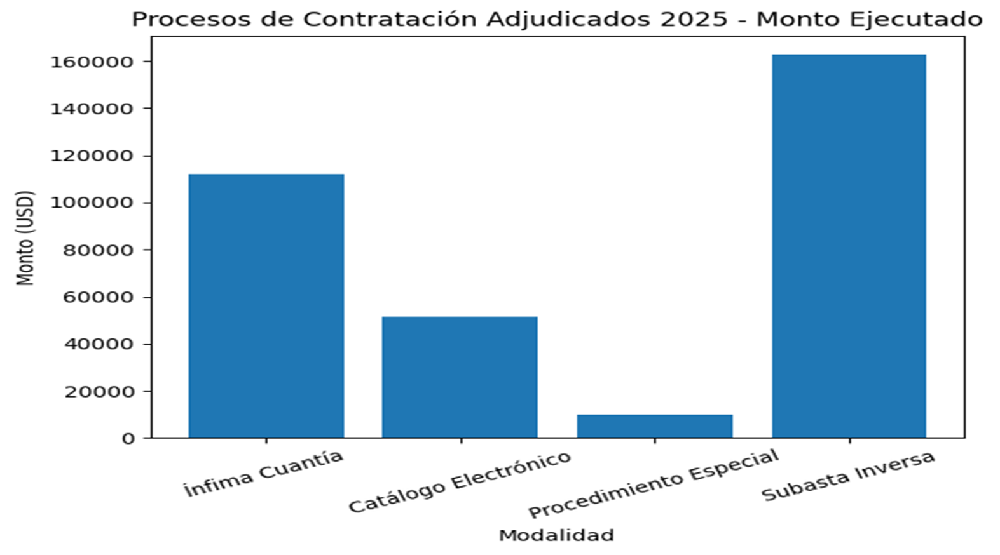 Procesos de Contratación Adjudicados 2025 - Monto Ejecutado
160000
140000
120000
100000
80000
60000
40000
20000
0
Monto (USD)
Ínfima Cuantía
Catálogo Electrónico
Procedimiento Especial
Subasta Inversa
Modalidad